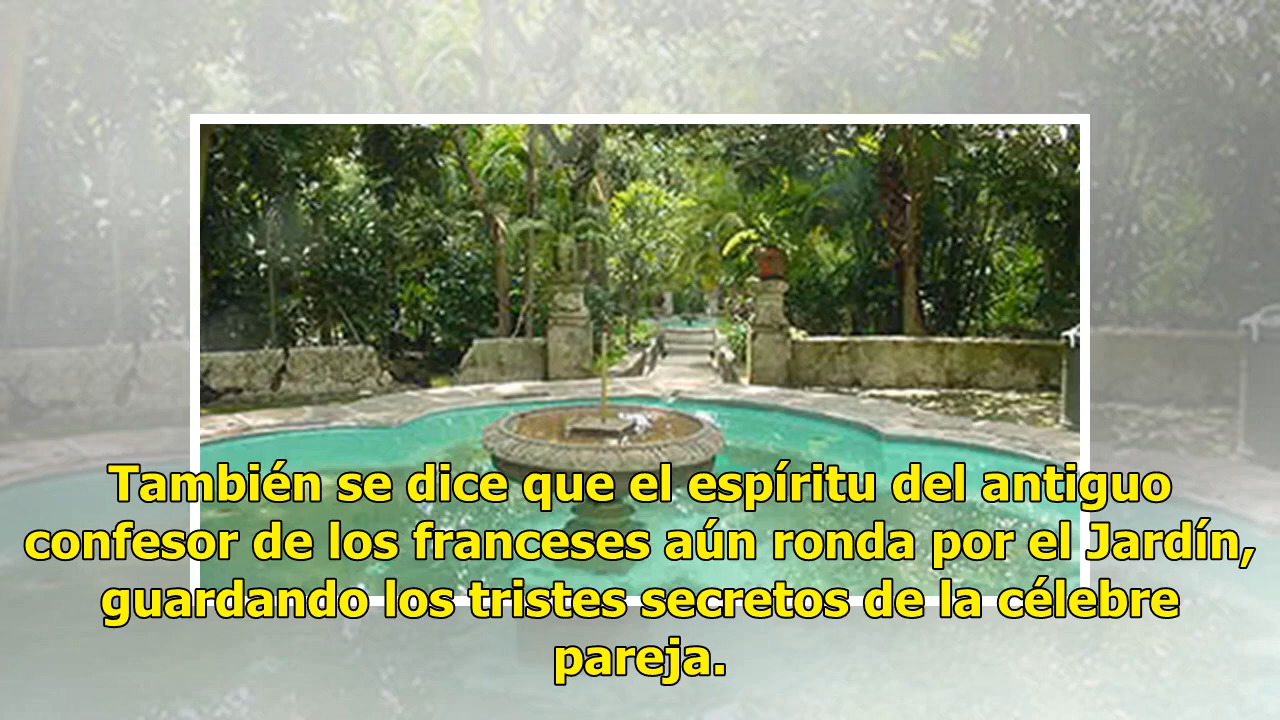 También se dice que el espíritu del antiguo
confesor de los franceses aún ronda por el Jardín,
guardando los tristes secretos de la célebre
pareja.